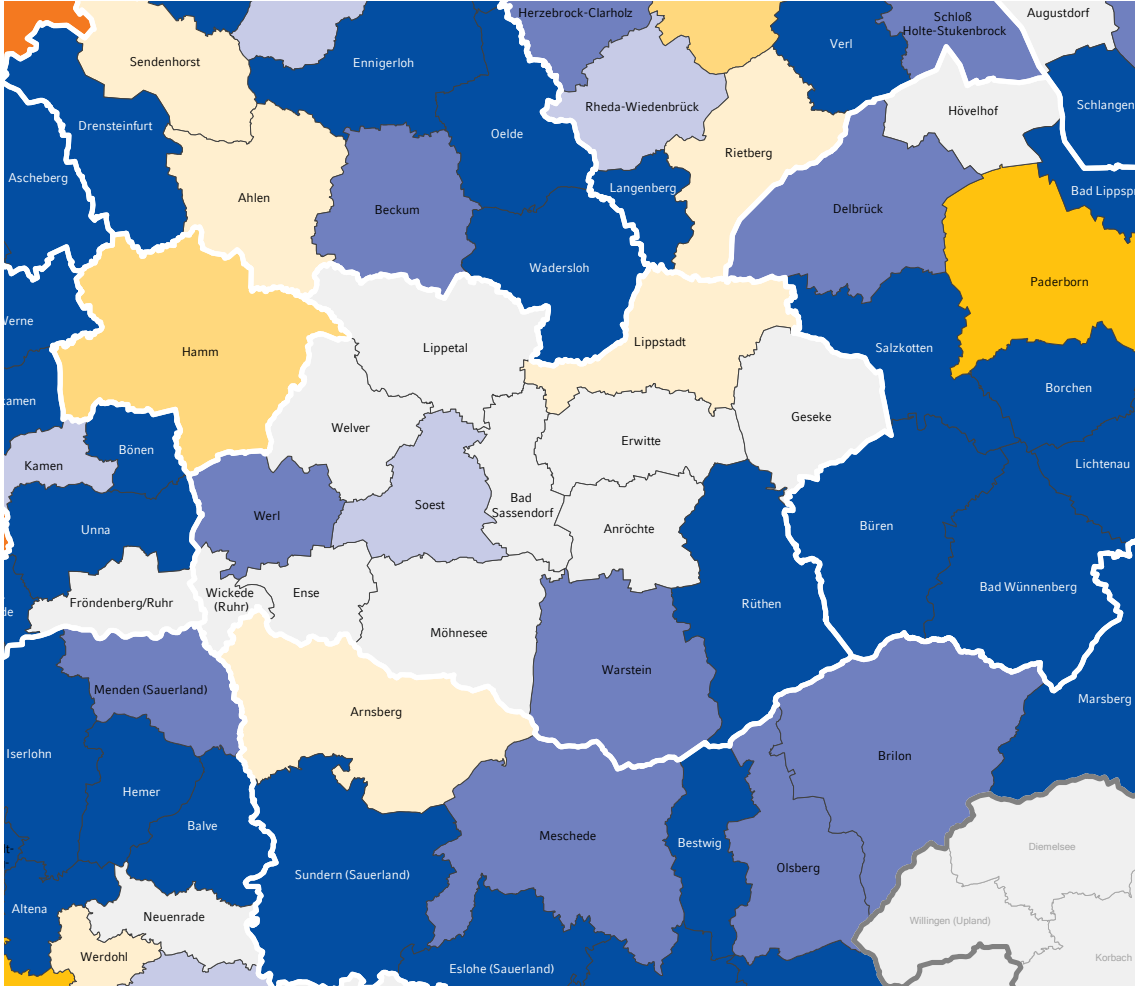 Herzebrock-Clarholz
Schloß
Holte-Stukenbrock
Augustdorf
Verl
Sendenhorst
Ennigerloh
Rheda-Wiedenbrück
Hövelhof
Schlangen
Drensteinfurt
Oelde
Rietberg
Ascheberg
Langenberg
Bad Lippspr
Ahlen
Beckum
Delbrück
Wadersloh
Paderborn
Verne
Hamm
Lippetal
Lippstadt
Salzkotten
Borchen
kamen
Welver
Erwitte
Geseke
Bönen
Kamen
Lichtenau
Bad
Sassendorf
Soest
Werl
Unna
Anröchte
Büren
Bad Wünnenberg
Wickede
(Ruhr)
Ense
Fröndenberg/Ruhr
de
Rüthen
Möhnesee
Warstein
Menden (Sauerland)
Marsberg
Arnsberg
Iserlohn
Brilon
Hemer
Balve
Meschede
Bestwig
Diemelsee
Olsberg
Sundern (Sauerland)
Altena
Neuenrade
Willingen (Upland)
Werdohl
Korbach
Eslohe (Sauerland)